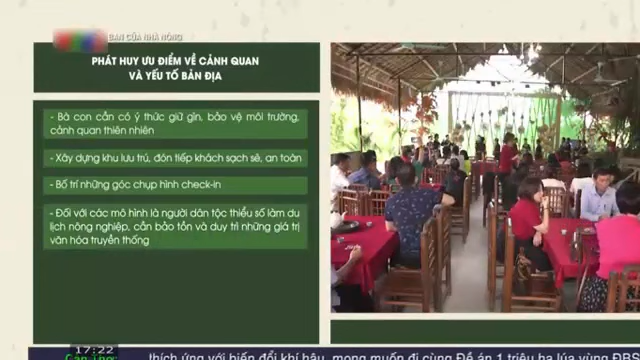 BẠN CỦA NHÀ NÔNG
PHÁT HUY ƯU ĐIỂM VỀ CẢNH QUAN
VÀ YẾU TỐ BẢN ĐỊA
- Bà con cần có ý thức giữ gìn, bảo vệ môi trường,
cảnh quan thiên nhiên
- Xây dựng khu lưu trú, đón tiếp khách sạch sẽ, an toàn
- Bố trí những góc chụp hình check-in
- Đối với các mô hình là người dân tộc thiểu số làm du
lịch nông nghiệp, cần bảo tồn và duy trì những giá trị
văn hóa truyền thống
17:22
thích ứng với biến đổi khí hậu, mong muốn đi cùng Đề án 1 triệu ha lúa vùng ĐBS